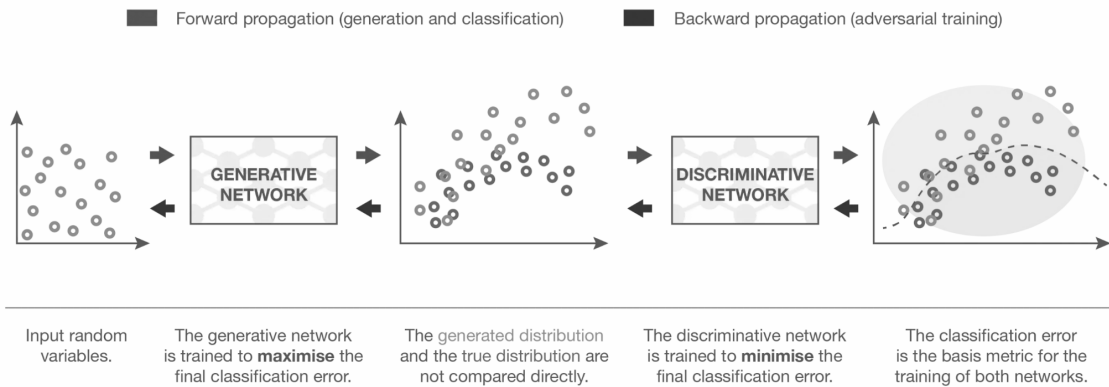 Forward propagation (generation and classification)
Backward propagation (adversarial training)
GENERATIVE
NETWORK
DISCRIMINATIVE
NETWORK
Input random
variables.
The generative network
is trained to maximise the
final classification error.
The generated distribution
and the true distribution are
not compared directly.
The discriminative network
is trained to minimise the
final classification error.
The classification error
is the basis metric for the
training of both networks.